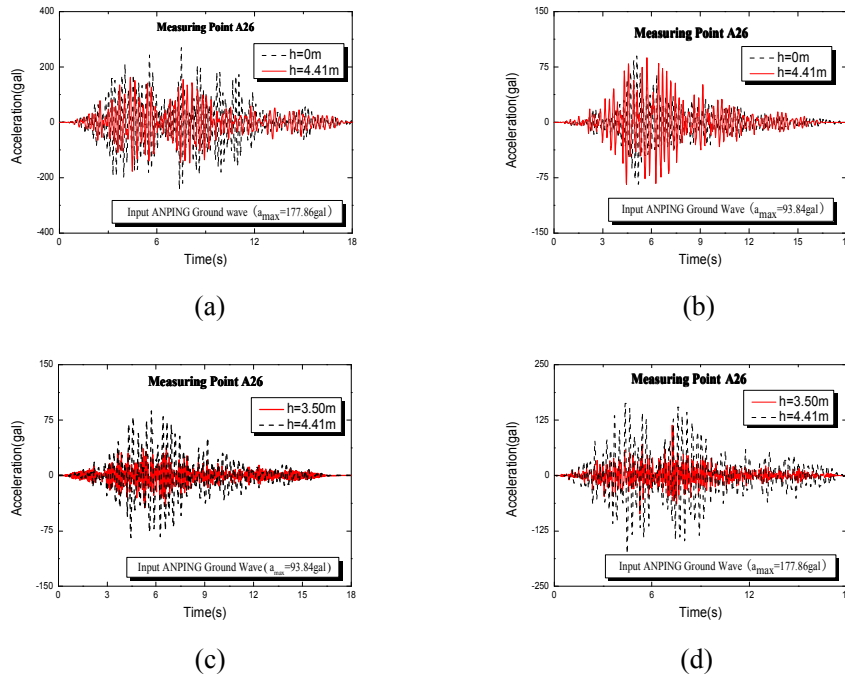 Measuring Point A26
400
200
0
-200
-400
Acceleration(gal)
h=0m
h=4.41m
Input ANPING Ground wave (amax=177.86gal)
0 6 12 18
Time(s)
(a)
Measuring Point A26
150
75
0
-75
-150
Acceleration(gal)
h=0m
h=4.41m
Input ANPING Ground Wave (amax=93.84gal)
0 3 6 9 12 15 18
Time(s)
(b)
Measuring Point A26
150
75
0
-75
-150
Acceleration(gal)
h=3.50m
h=4.41m
Input ANPING Ground Wave(amax=93.84gal)
0 3 6 9 12 15 18
Time(s)
(c)
Measuring Point A26
250
125
0
-125
-250
Acceleration(gal)
h=3.50m
h=4.41m
Input ANPING Ground Wave (amax=177.86gal)
0 6 12 18
Time(s)
(d)